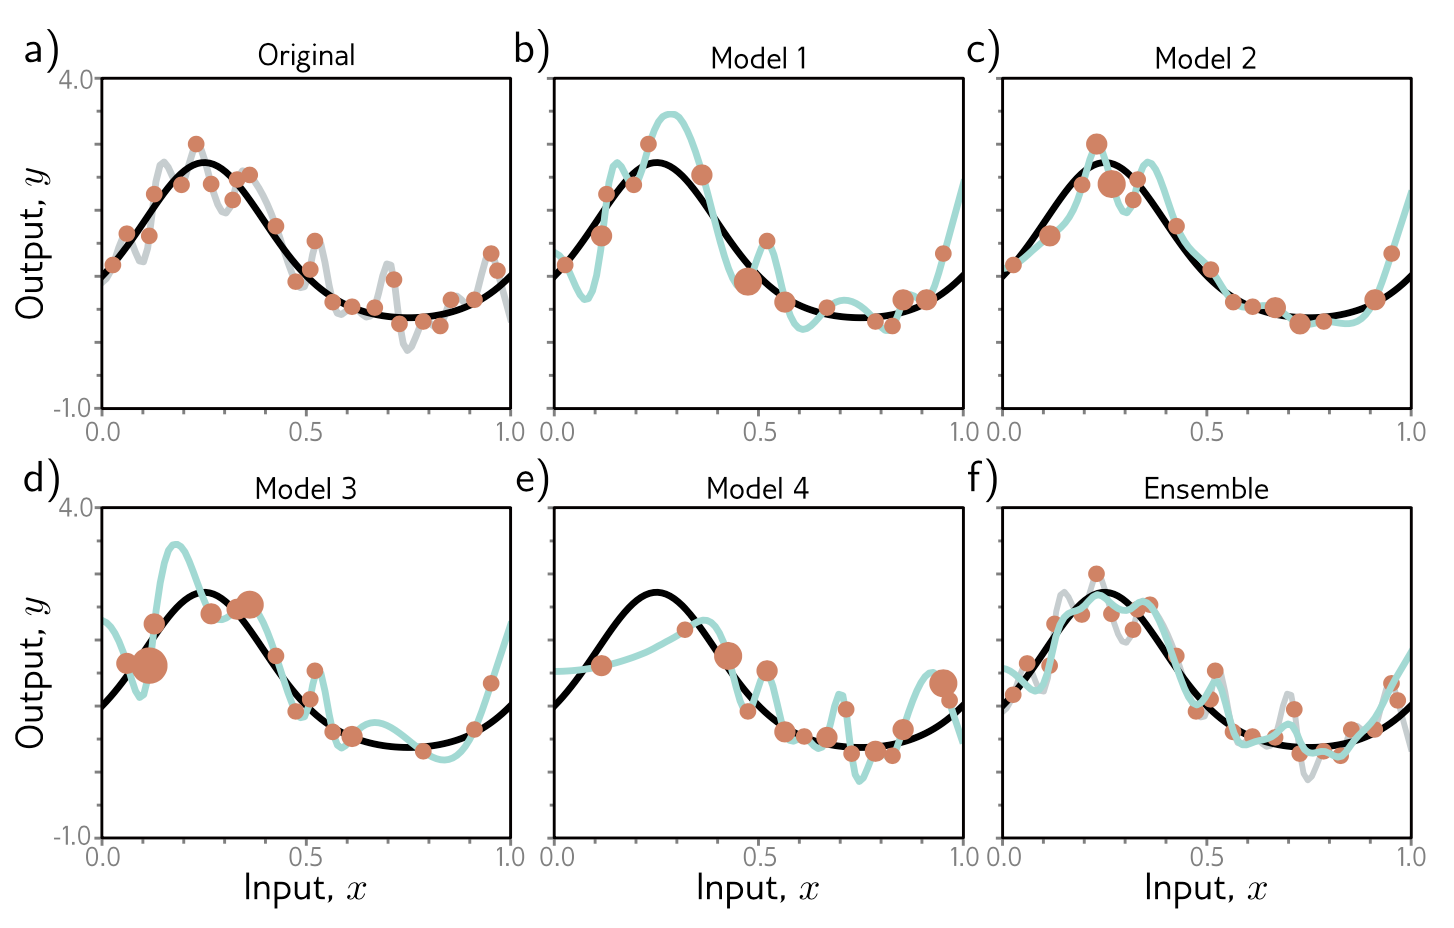 a) Original
b) Model 1
c) Model 2
4.0
Output, y
-1.0
0.0 0.5 1.0
0.0 0.5 1.0
0.0 0.5 1.0
d) Model 3
e) Model 4
f) Ensemble
4.0
Output, y
-1.0
0.0 0.5 1.0
0.0 0.5 1.0
0.0 0.5 1.0
Input, x
Input, x
Input, x